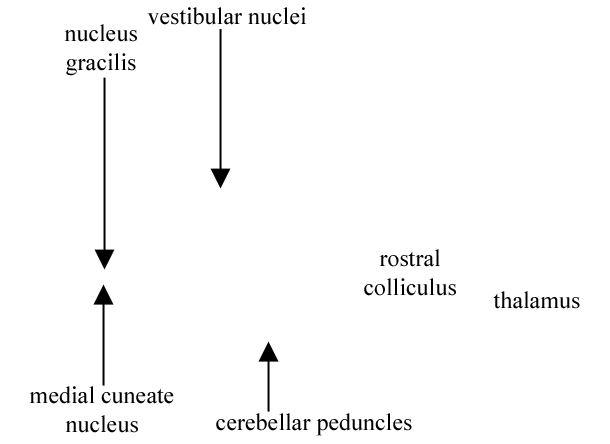 vestibular nuclei
nucleus
gracilis
rostral
colliculus
thalamus
medial cuneate
nucleus
cerebellar peduncles